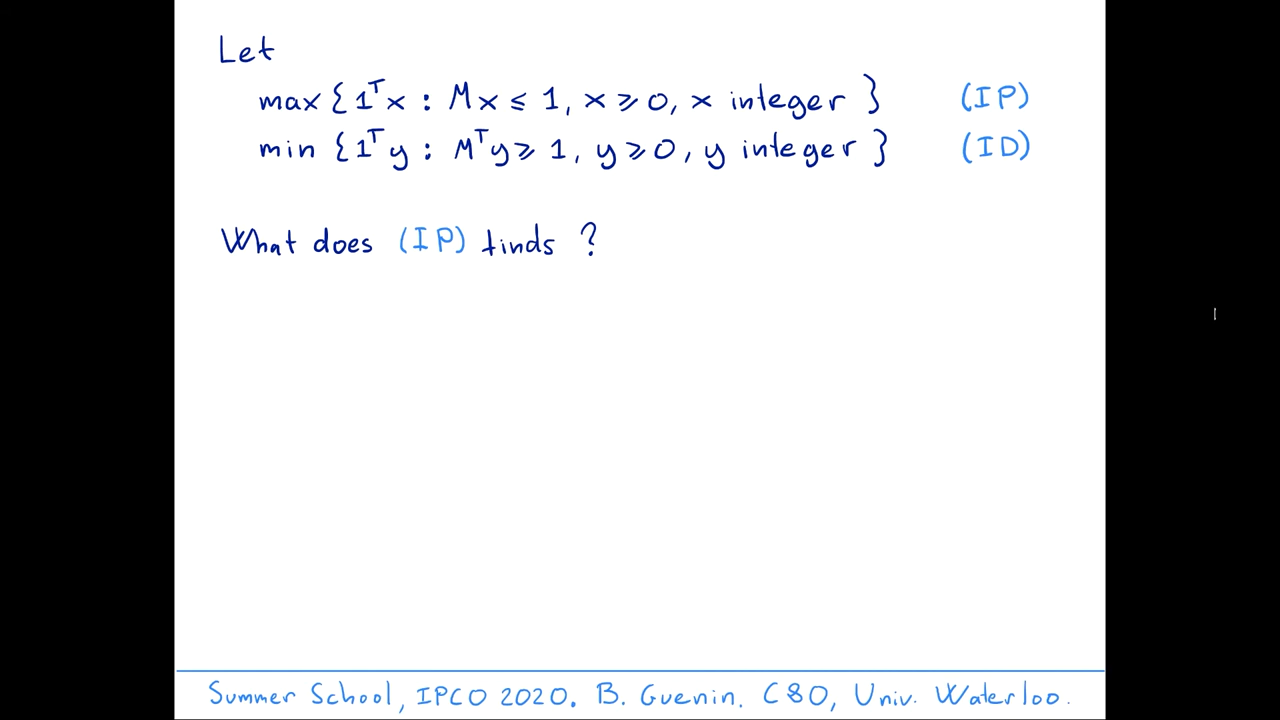 Let
max { 1ᵀx : Mx ≤ 1, x ≥ 0, x integer } (IP)
min { 1ᵀy : Mᵀy ≥ 1, y ≥ 0, y integer } (ID)
What does (IP) finds ?
Summer School, IPCO 2020. B. Guenin. C&O, Univ. Waterloo.